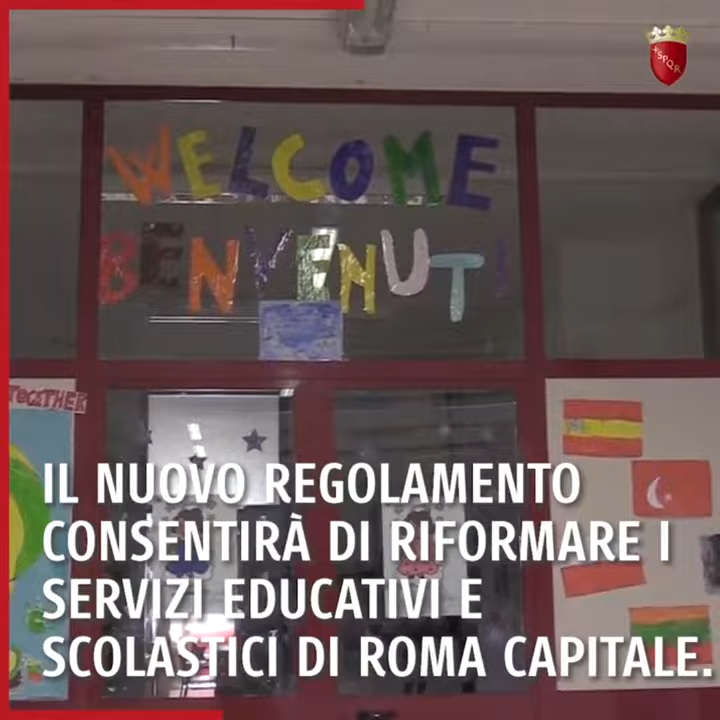 SPQR
WELCOME
BENVENUTI
TOGETHER
IL NUOVO REGOLAMENTO
CONSENTIRÀ DI RIFORMARE I
SERVIZI EDUCATIVI E
SCOLASTICI DI ROMA CAPITALE.